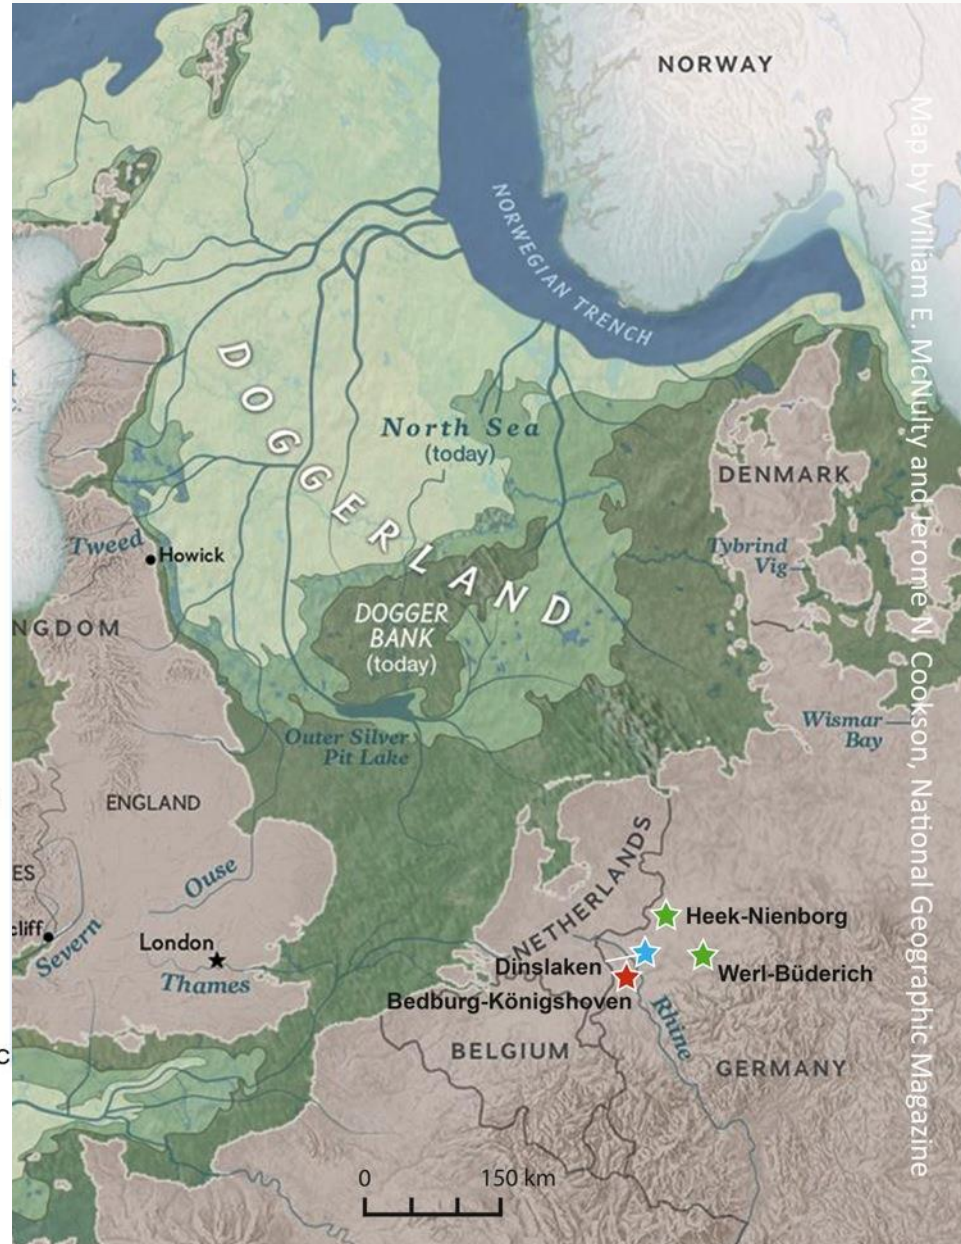 NORWAY
NORWEGIAN TRENCH
DOGGERLAND
North Sea
(today)
DENMARK
Tybrind
Vig
Tweed
Howick
DOGGER
BANK
(today)
NGDOM
Wismar
Bay
Outer Silver
Pit Lake
ENGLAND
NETHERLANDS
ES
Ouse
Heek-Nienborg
cliff
Severn
London
Thames
Dinslaken
Werl-Büderich
Bedburg-Königshoven
Rhine
BELGIUM
GERMANY
0 150 km
Map by William E. McNulty and Jerome N. Cookson, National Geographic Magazine